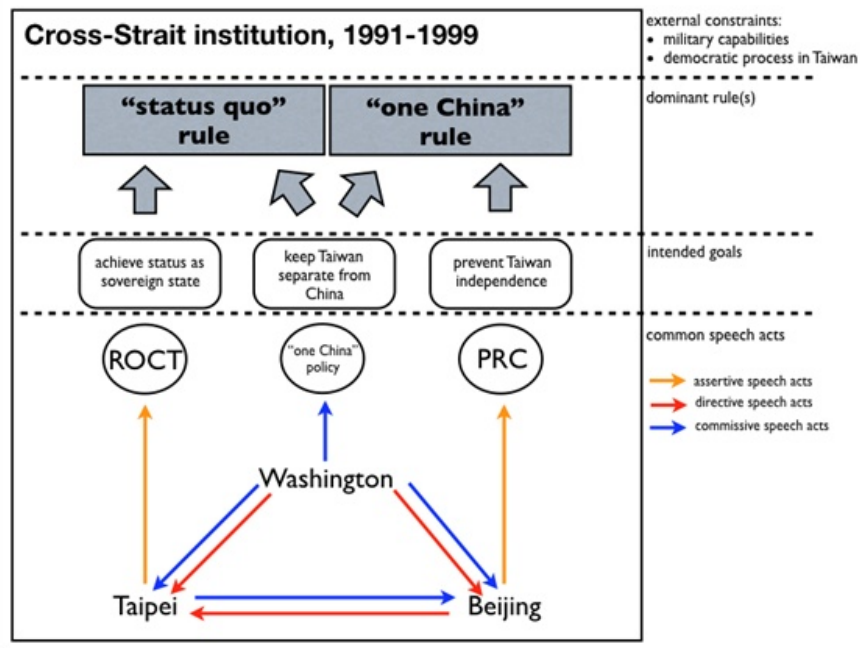 Cross-Strait institution, 1991-1999
external constraints:
• military capabilities
• democratic process in Taiwan
dominant rule(s)
“status quo”
rule
“one China”
rule
intended goals
achieve status as
sovereign state
keep Taiwan
separate from
China
prevent Taiwan
independence
common speech acts
ROCT
“one China”
policy
PRC
assertive speech acts
directive speech acts
commissive speech acts
Washington
Taipei
Beijing